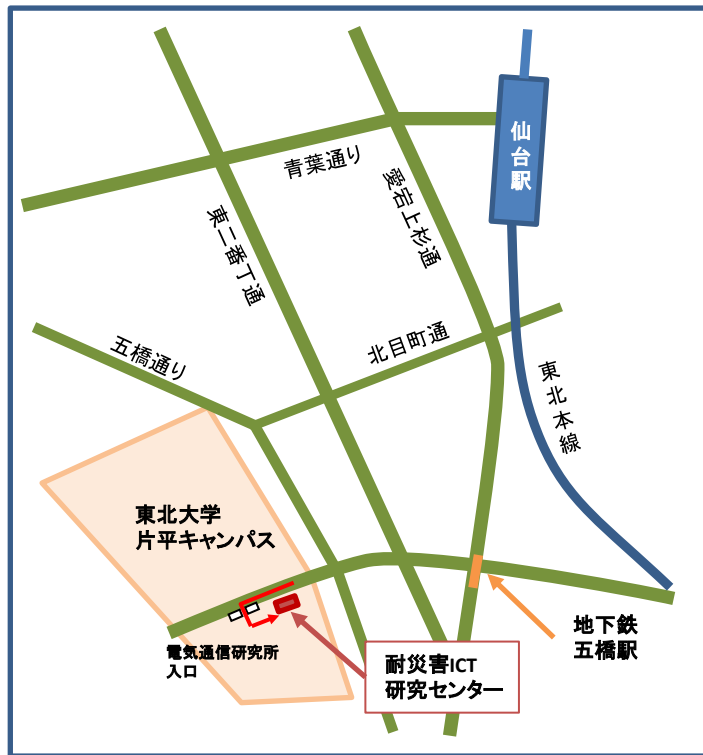 仙台駅
青葉通り
愛宕上杉通
東二番丁通
北目町通
五橋通り
東北本線
東北大学
片平キャンパス
電気通信研究所
入口
耐災害ICT
研究センター
地下鉄
五橋駅